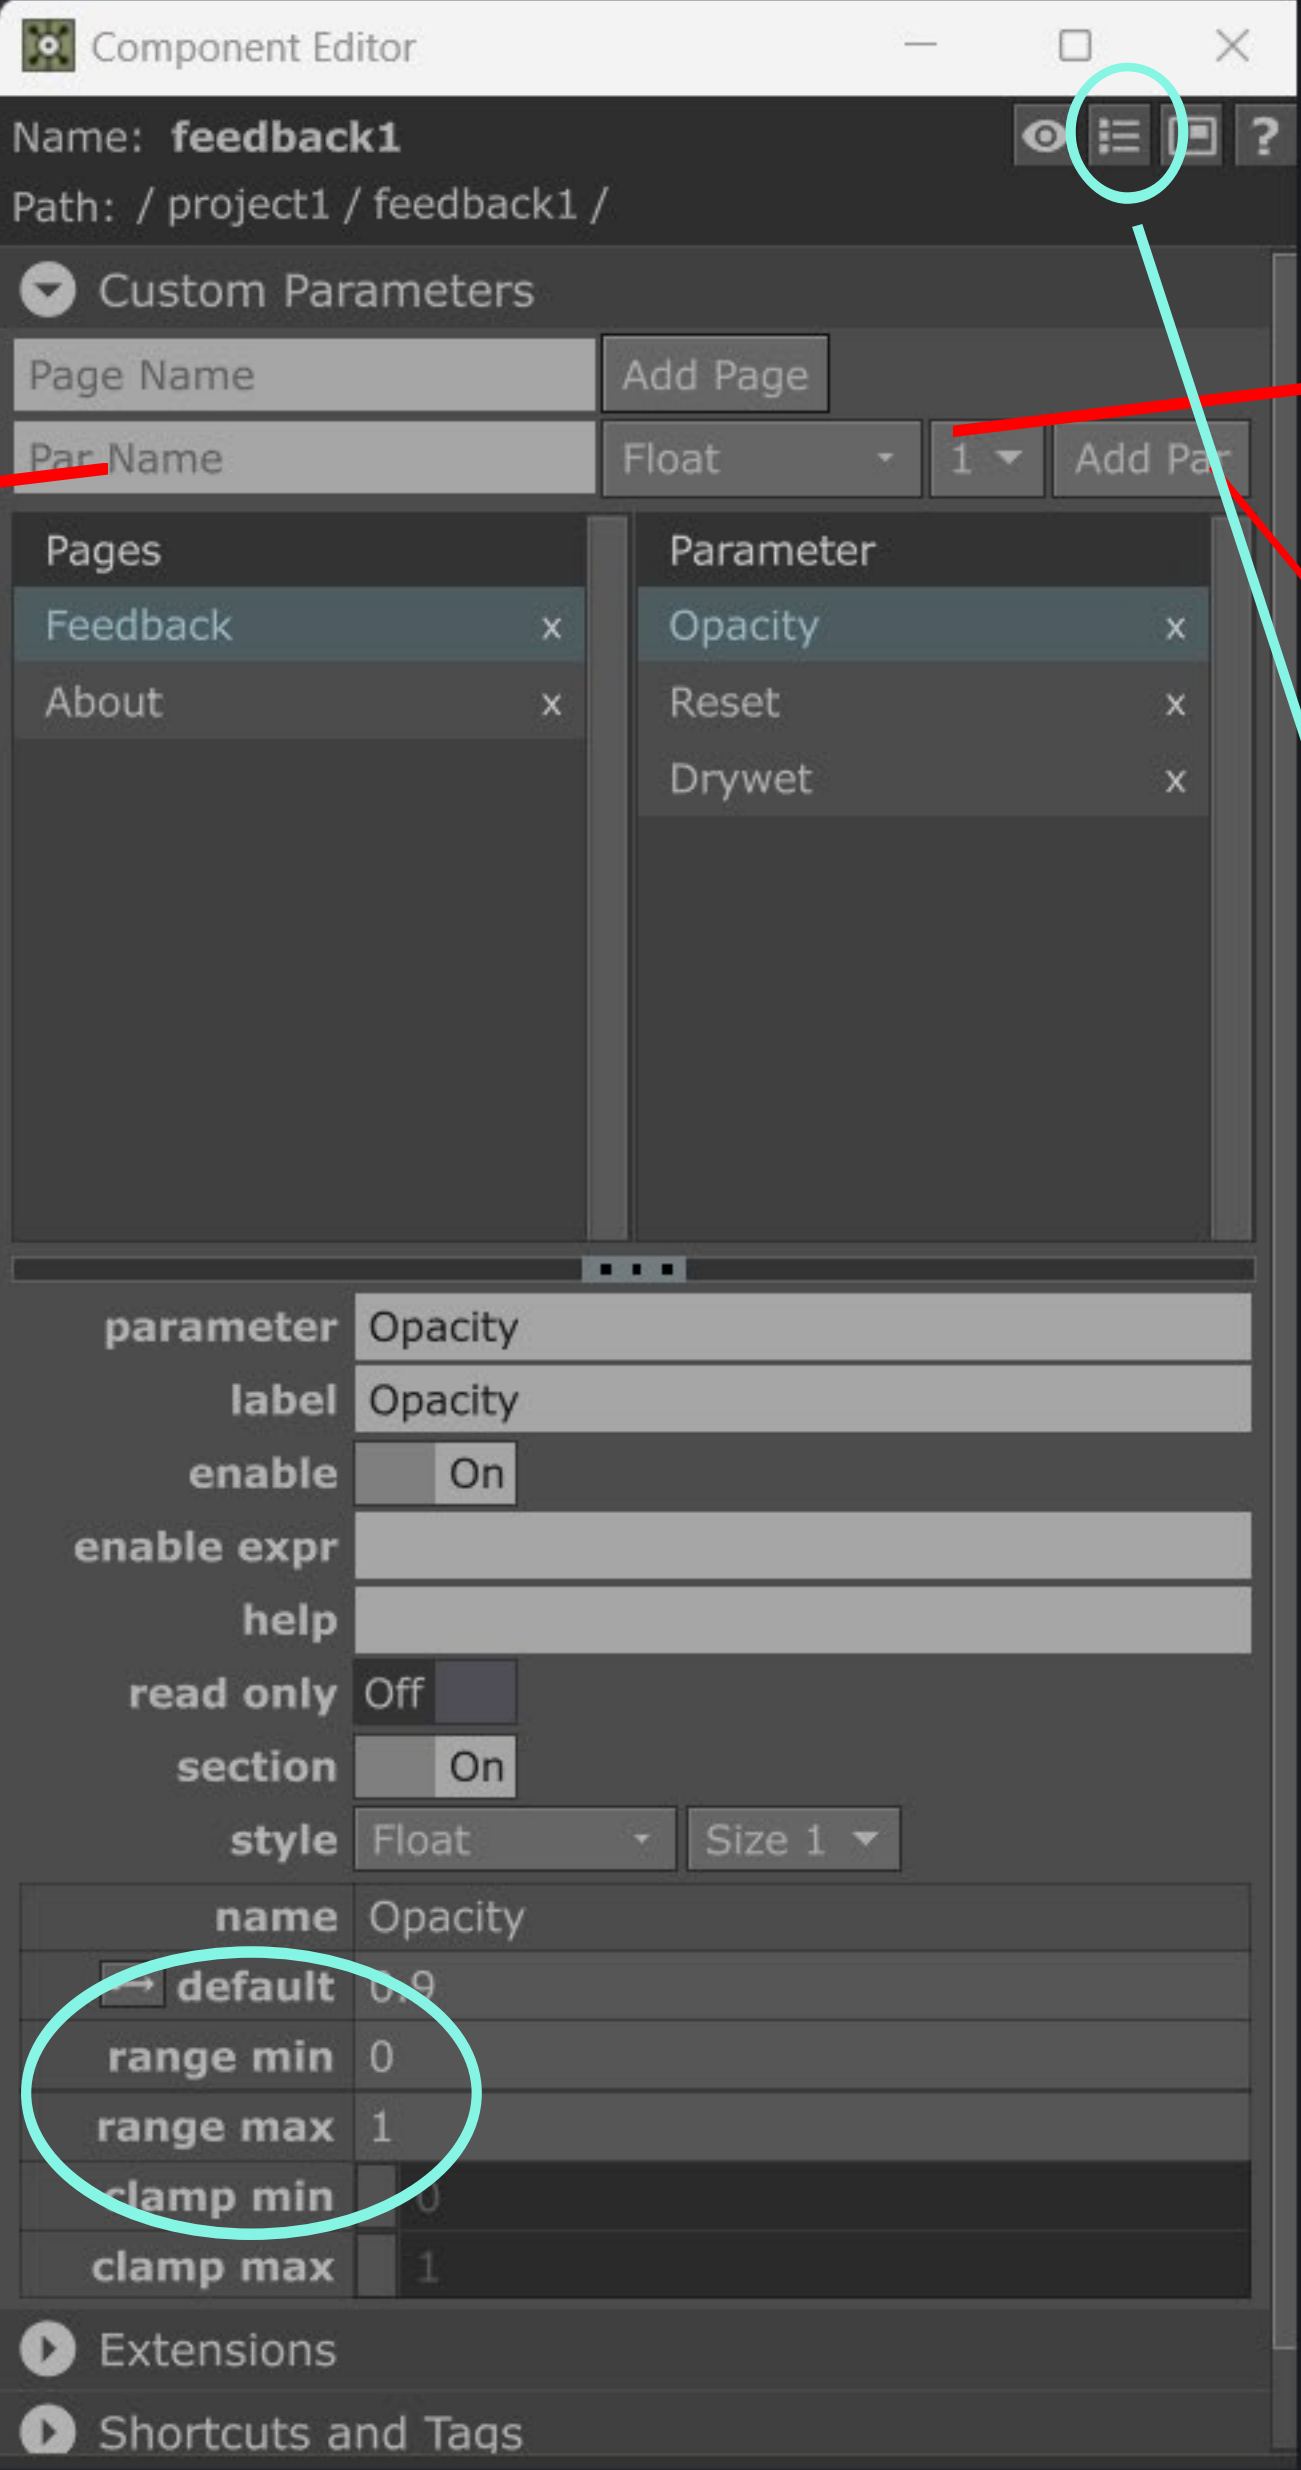 Component Editor
Name: feedback1
?
Path: / project1 / feedback1 /
Custom Parameters
Page Name Add Page
Par Name Float 1 Add Par
Pages Parameter
Feedback x Opacity x
About x Reset x
Drywet x
parameter Opacity
label Opacity
enable On
enable expr
help
read only Off
section On
style Float Size 1
name Opacity
default 0.9
range min 0
range max 1
clamp min 0
clamp max 1
Extensions
Shortcuts and Tags